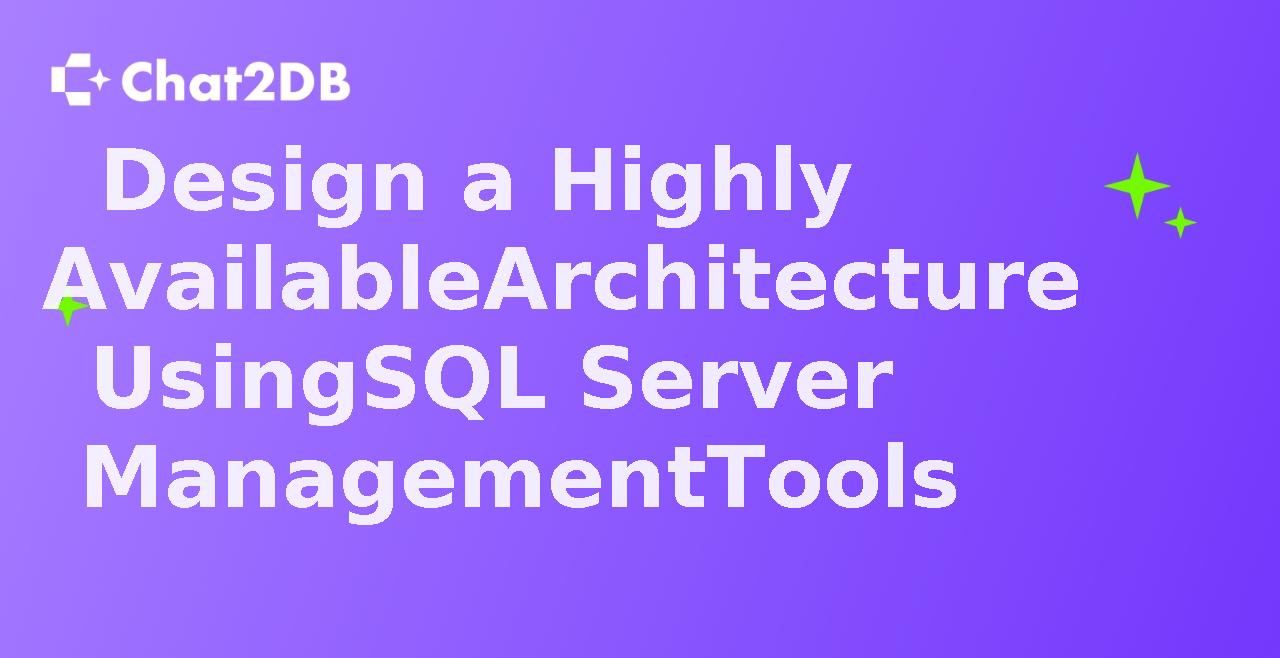 Chat2DB
Design a Highly
AvailableArchitecture
UsingSQL Server
ManagementTools